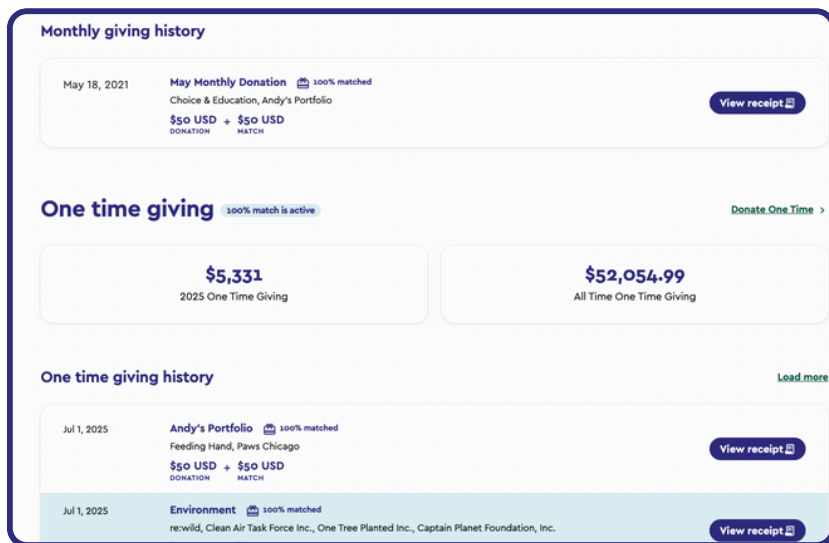 Monthly giving history
May 18, 2021
May Monthly Donation 100% matched
Choice & Education, Andy's Portfolio
$50 USD + $50 USD
DONATION MATCH
View receipt
One time giving 100% match is active
Donate One Time >
$5,331
2025 One Time Giving
$52,054.99
All Time One Time Giving
One time giving history
Load more
Jul 1, 2025
Andy's Portfolio 100% matched
Feeding Hand, Paws Chicago
$50 USD + $50 USD
DONATION MATCH
View receipt
Jul 1, 2025
Environment 100% matched
re:wild, Clean Air Task Force Inc., One Tree Planted Inc., Captain Planet Foundation, Inc.
View receipt